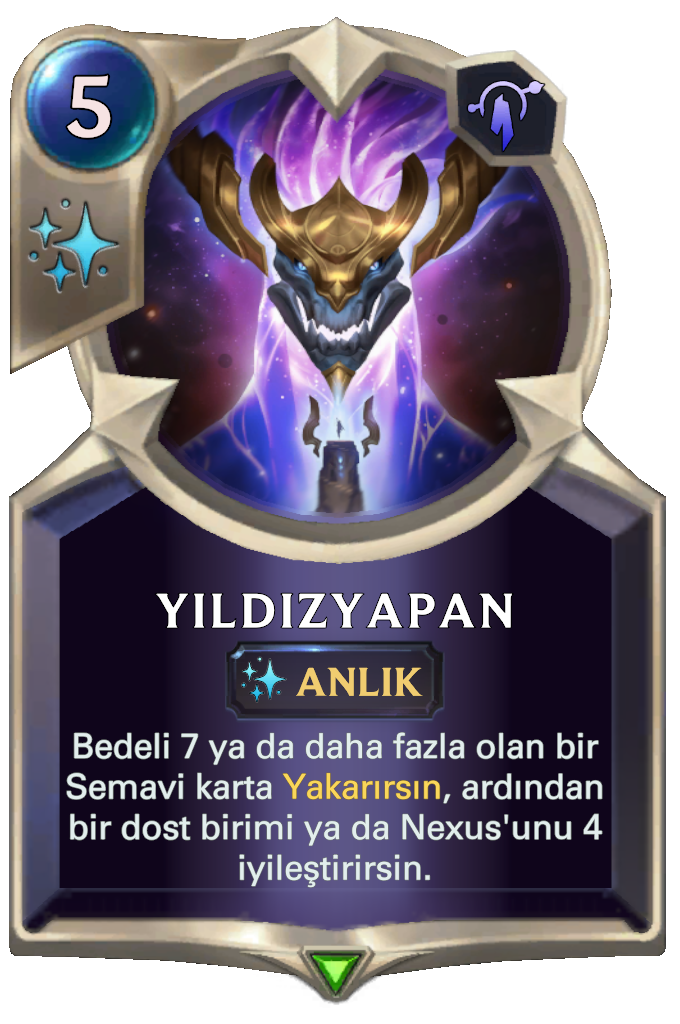 5
YILDIZYAPAN
ANLIK
Bedeli 7 ya da daha fazla olan bir
Semavi karta Yakarırsın, ardından
bir dost birimi ya da Nexus'unu 4
iyileştirirsin.